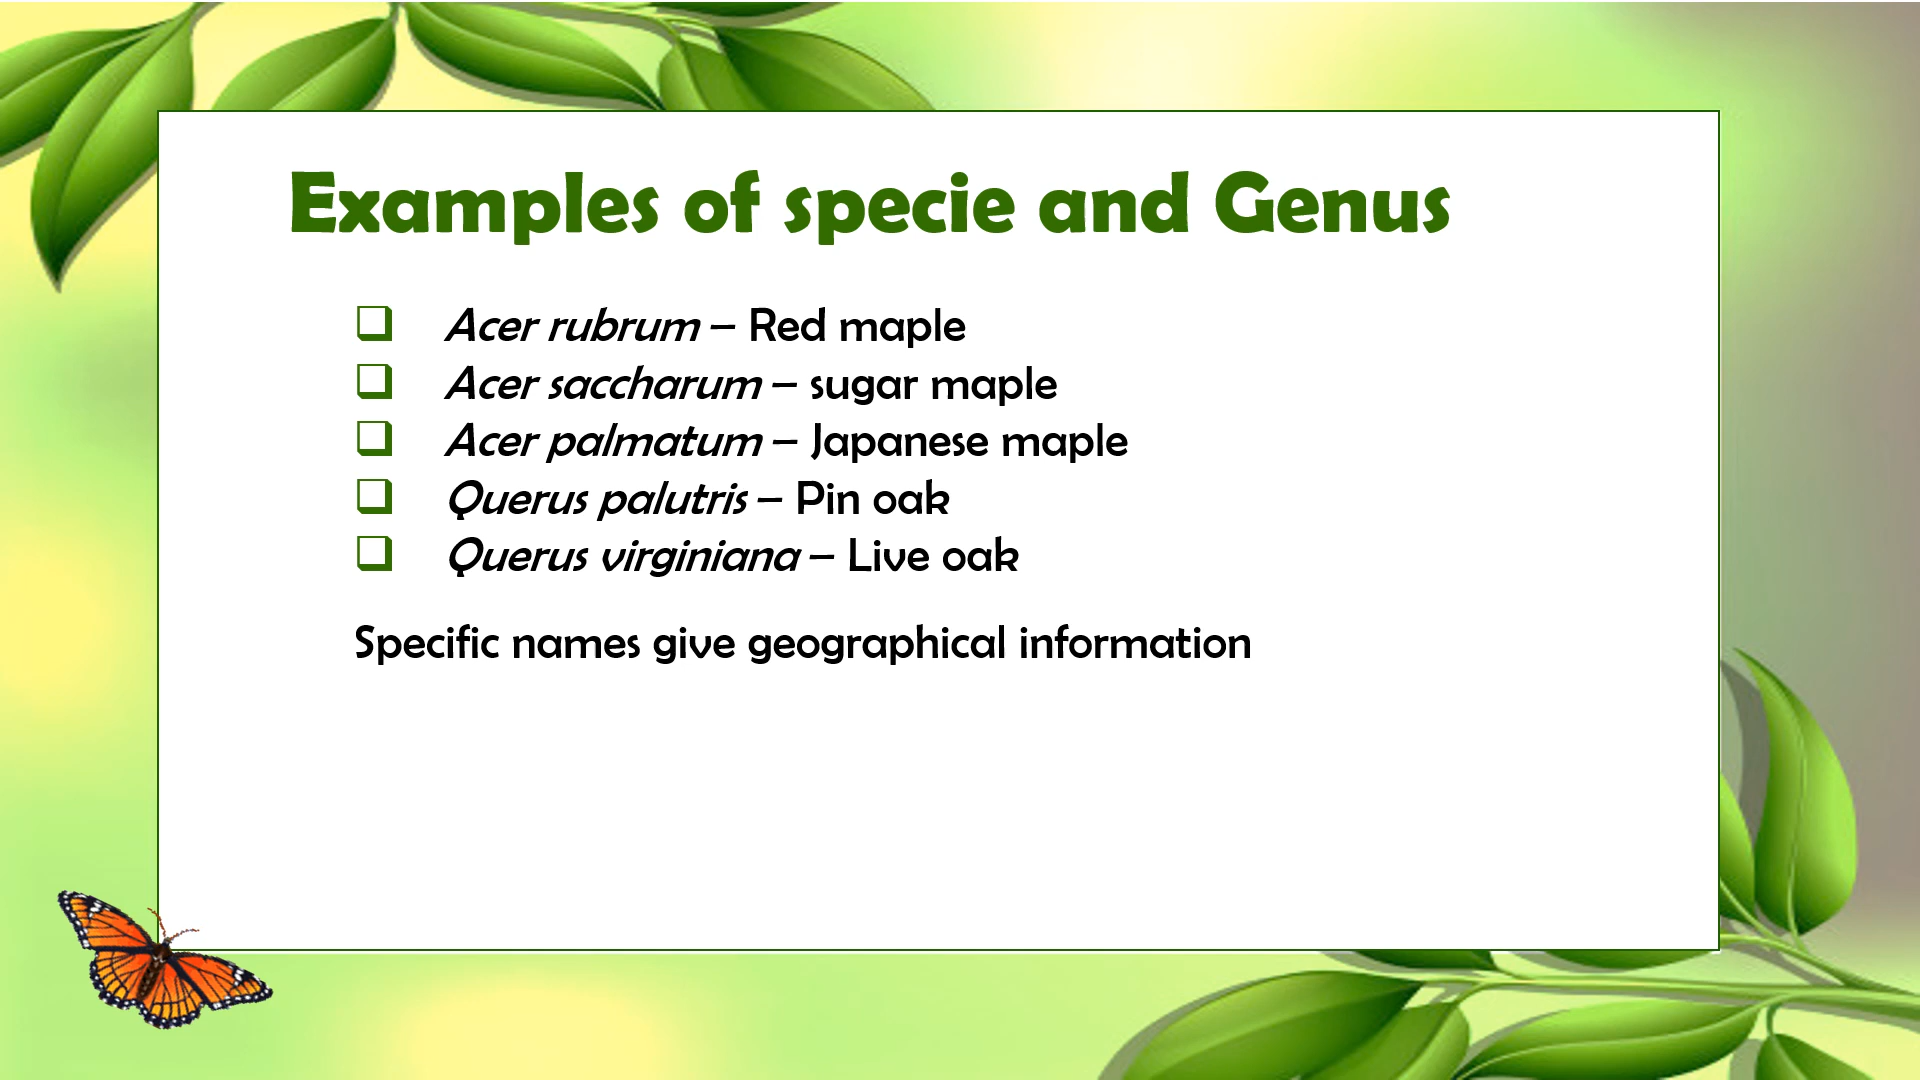 Examples of specie and Genus
Acer rubrum – Red maple
Acer saccharum – sugar maple
Acer palmatum – Japanese maple
Querus palutris – Pin oak
Querus virginiana – Live oak
Specific names give geographical information